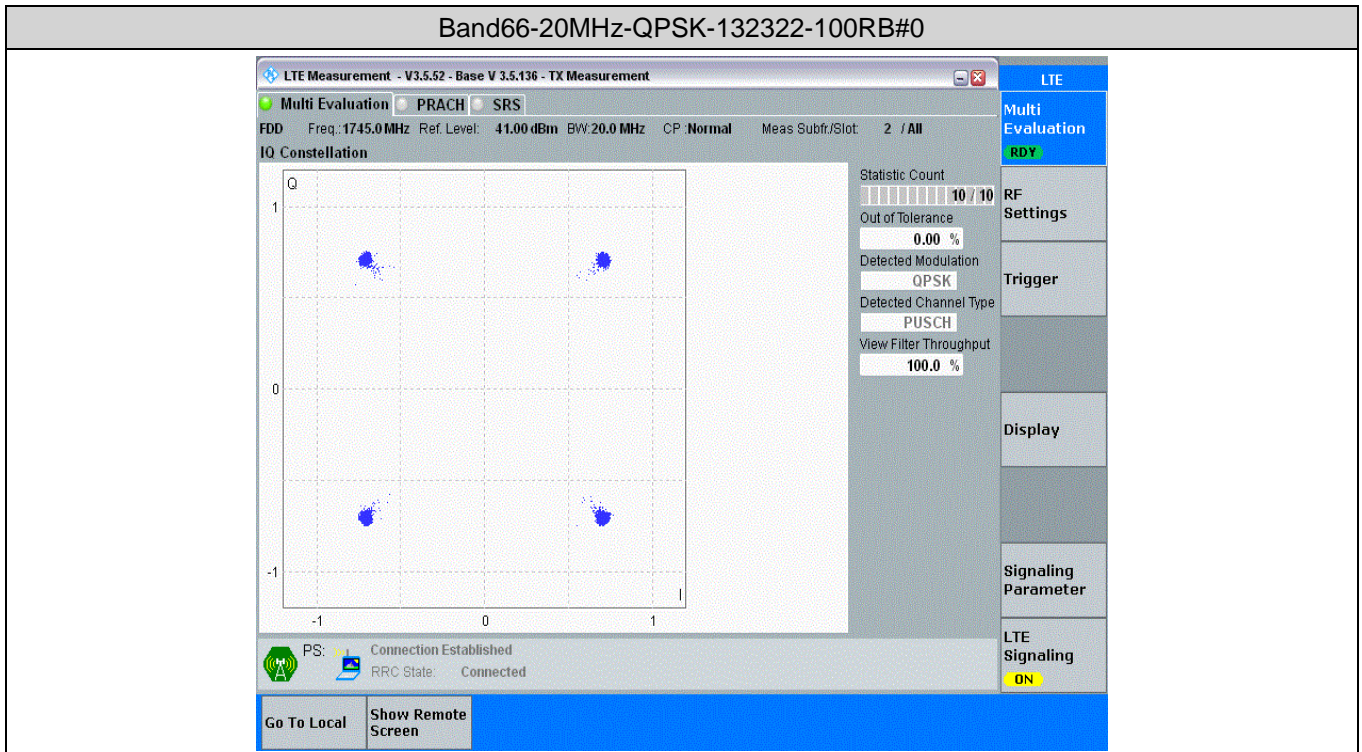 Band66-20MHz-QPSK-132322-100RB#0
LTE Measurement - V3.5.52 - Base V 3.5.136 - TX Measurement
LTE
Multi Evaluation PRACH SRS
FDD Freq.: 1745.0 MHz Ref. Level: 41.00 dBm BW: 20.0 MHz CP : Normal Meas Subfr./Slot: 2 / All
IQ Constellation
Q
1
0
-1
-1 0 1
I
Statistic Count
10 / 10
Out of Tolerance
0.00 %
Detected Modulation
QPSK
Detected Channel Type
PUSCH
View Filter Throughput
100.0 %
Multi
Evaluation
RDY
RF
Settings
Trigger
Display
Signaling
Parameter
LTE
Signaling
ON
PS: Connection Established
RRC State: Connected
Go To Local
Show Remote
Screen